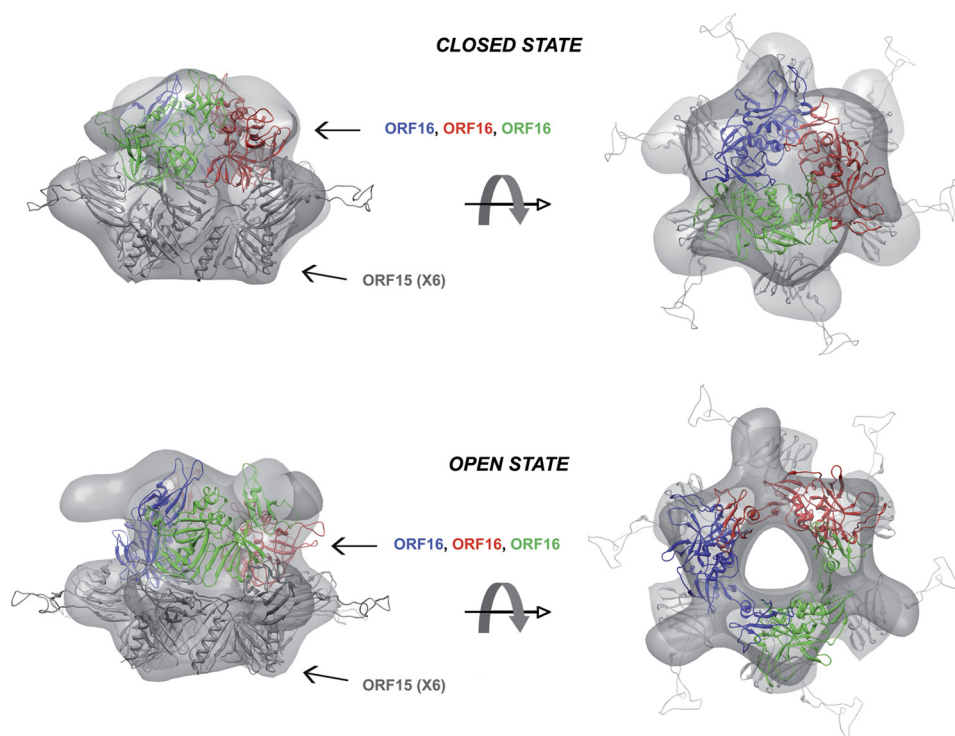 CLOSED STATE
ORF16, ORF16, ORF16
ORF15 (X6)
OPEN STATE
ORF16, ORF16, ORF16
ORF15 (X6)